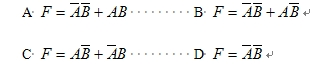 A· F = A̅B̅ + AB ········· B· F = A̅B̅ + AB̅ ↵
C· F = AB̅ + A̅B ········· D· F = A̅B̅ ↵